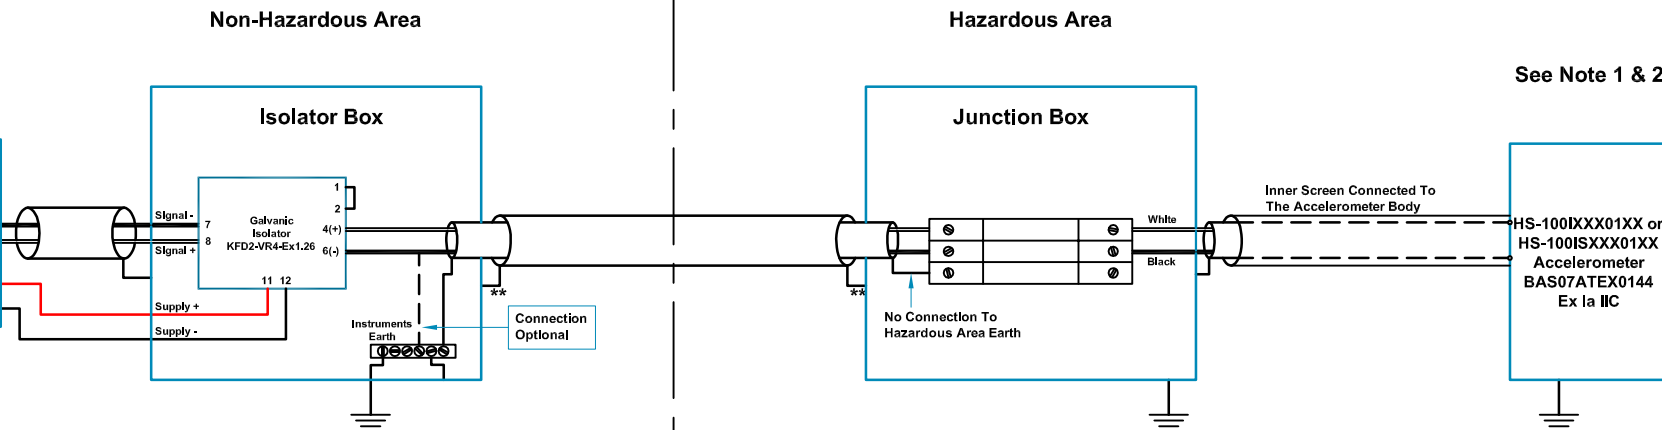 Non-Hazardous Area
Hazardous Area
See Note 1 & 2
Isolator Box
Junction Box
1
2
Signal -
7
Galvanic
Isolator
KFD2-VR4-Ex1.26
4(+)
8
Signal +
6(-)
11 12
Supply +
Supply -
Instruments
Earth
Connection
Optional
**
**
White
Black
No Connection To
Hazardous Area Earth
Inner Screen Connected To
The Accelerometer Body
HS-100IXXX01XX or
HS-100ISXXX01XX
Accelerometer
BAS07ATEX0144
Ex Ia IIC